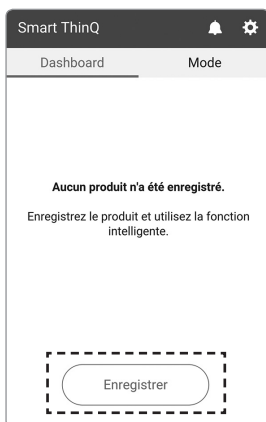 Smart ThinQ
Dashboard Mode
Aucun produit n'a été enregistré.
Enregistrez le produit et utilisez la fonction
intelligente.
Enregistrer